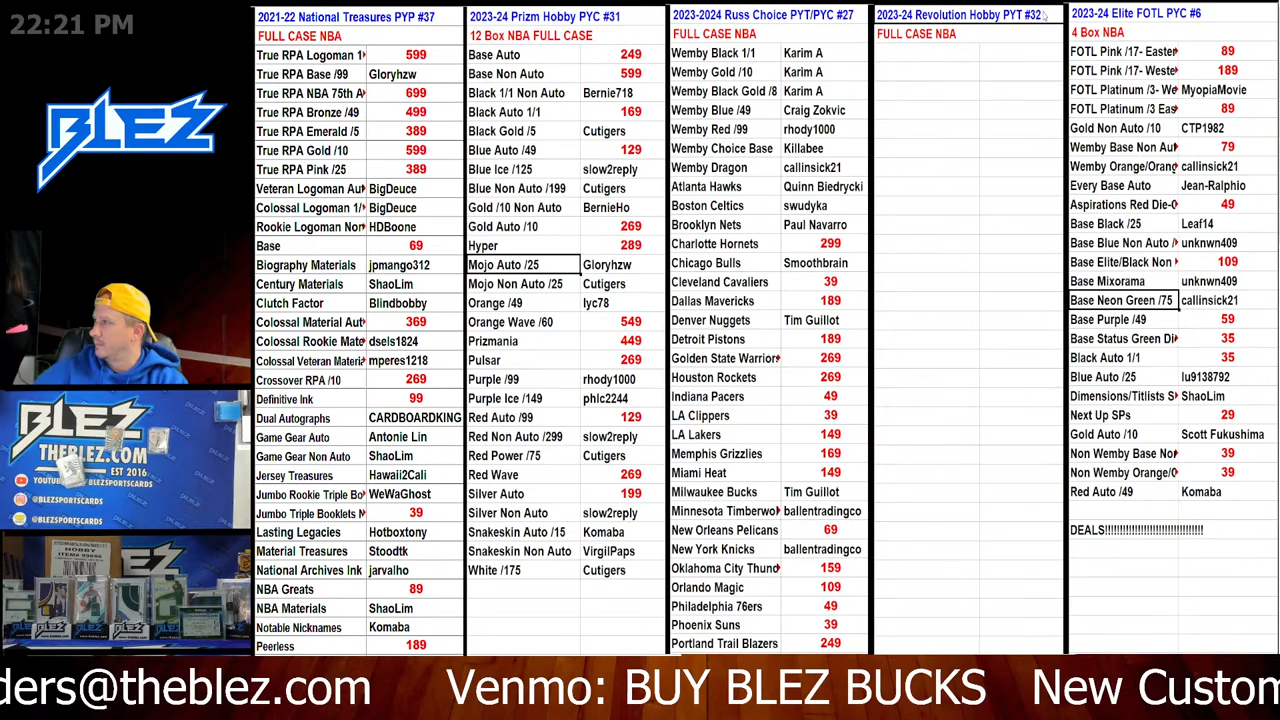 22:21 PM
BLEZ
BLEZ
THEBLEZ.COM
EST 2016
YOUTUBE.COM/BLEZSPORTSCARDS
@BLEZSPORTSCARDS
@BLEZSPORTSCARDS
HOBBY
2021-22 National Treasures PYP #37
FULL CASE NBA
True RPA Logoman 1 599
True RPA Base /99 Gloryhzw
True RPA NBA 75th A 699
True RPA Bronze /49 499
True RPA Emerald /5 389
True RPA Gold /10 599
True RPA Pink /25 389
Veteran Logoman Au BigDeuce
Colossal Logoman 1/ BigDeuce
Rookie Logoman Non HDBoone
Base 69
Biography Materials jpmango312
Century Materials ShaoLim
Clutch Factor Blindbobby
Colossal Material Aut 369
Colossal Rookie Mate dsels1824
Colossal Veteran Materi mperes1218
Crossover RPA /10 269
Definitive Ink 99
Dual Autographs CARDBOARDKING
Game Gear Auto Antonie Lin
Game Gear Non Auto ShaoLim
Jersey Treasures Hawaii2Cali
Jumbo Rookie Triple Bo WeWaGhost
Jumbo Triple Booklets N 39
Lasting Legacies Hotboxtony
Material Treasures Stoodtk
National Archives Ink jarvalho
NBA Greats 89
NBA Materials ShaoLim
Notable Nicknames Komaba
Peerless 189
2023-24 Prizm Hobby PYC #31
12 Box NBA FULL CASE
Base Auto 249
Base Non Auto 599
Black 1/1 Non Auto Bernie718
Black Auto 1/1 169
Black Gold /5 Cutigers
Blue Auto /49 129
Blue Ice /125 slow2reply
Blue Non Auto /199 Cutigers
Gold /10 Non Auto BernieHo
Gold Auto /10 269
Hyper 289
Mojo Auto /25 Gloryhzw
Mojo Non Auto /25 Cutigers
Orange /49 lyc78
Orange Wave /60 549
Prizmania 449
Pulsar 269
Purple /99 rhody1000
Purple Ice /149 phlc2244
Red Auto /99 129
Red Non Auto /299 slow2reply
Red Power /75 Cutigers
Red Wave 269
Silver Auto 199
Silver Non Auto slow2reply
Snakeskin Auto /15 Komaba
Snakeskin Non Auto VirgilPaps
White /175 Cutigers
2023-2024 Russ Choice PYT/PYC #27
FULL CASE NBA
Wemby Black 1/1 Karim A
Wemby Gold /10 Karim A
Wemby Black Gold /8 Karim A
Wemby Blue /49 Craig Zokvic
Wemby Red /99 rhody1000
Wemby Choice Base Killabee
Wemby Dragon callinsick21
Atlanta Hawks Quinn Biedrycki
Boston Celtics swudyka
Brooklyn Nets Paul Navarro
Charlotte Hornets 299
Chicago Bulls Smoothbrain
Cleveland Cavaliers 39
Dallas Mavericks 189
Denver Nuggets Tim Guillot
Detroit Pistons 189
Golden State Warrior 269
Houston Rockets 269
Indiana Pacers 49
LA Clippers 39
LA Lakers 149
Memphis Grizzlies 169
Miami Heat 149
Milwaukee Bucks Tim Guillot
Minnesota Timberwo ballentradingco
New Orleans Pelicans 69
New York Knicks ballentradingco
Oklahoma City Thund 159
Orlando Magic 109
Philadelphia 76ers 49
Phoenix Suns 39
Portland Trail Blazers 249
2023-24 Revolution Hobby PYT #32
FULL CASE NBA
2023-24 Elite FOTL PYC #6
4 Box NBA
FOTL Pink /17- Easter 89
FOTL Pink /17- Weste 189
FOTL Platinum /3- We MyopiaMovie
FOTL Platinum /3 Eas 89
Gold Non Auto /10 CTP1982
Wemby Base Non Au 79
Wemby Orange/Orang callinsick21
Every Base Auto Jean-Ralphio
Aspirations Red Die-C 49
Base Black /25 Leaf14
Base Blue Non Auto / unknwn409
Base Elite/Black Non 109
Base Mixorama unknwn409
Base Neon Green /75 callinsick21
Base Purple /49 59
Base Status Green Di 35
Black Auto 1/1 35
Blue Auto /25 lu9138792
Dimensions/Titlists S ShaoLim
Next Up SPs 29
Gold Auto /10 Scott Fukushima
Non Wemby Base Non 39
Non Wemby Orange/O 39
Red Auto /49 Komaba
DEALS!!!!!!!!!!!!!!!!!!!!!!!!!!!!!!!!!
ders@theblez.com Venmo: BUY BLEZ BUCKS New Custom